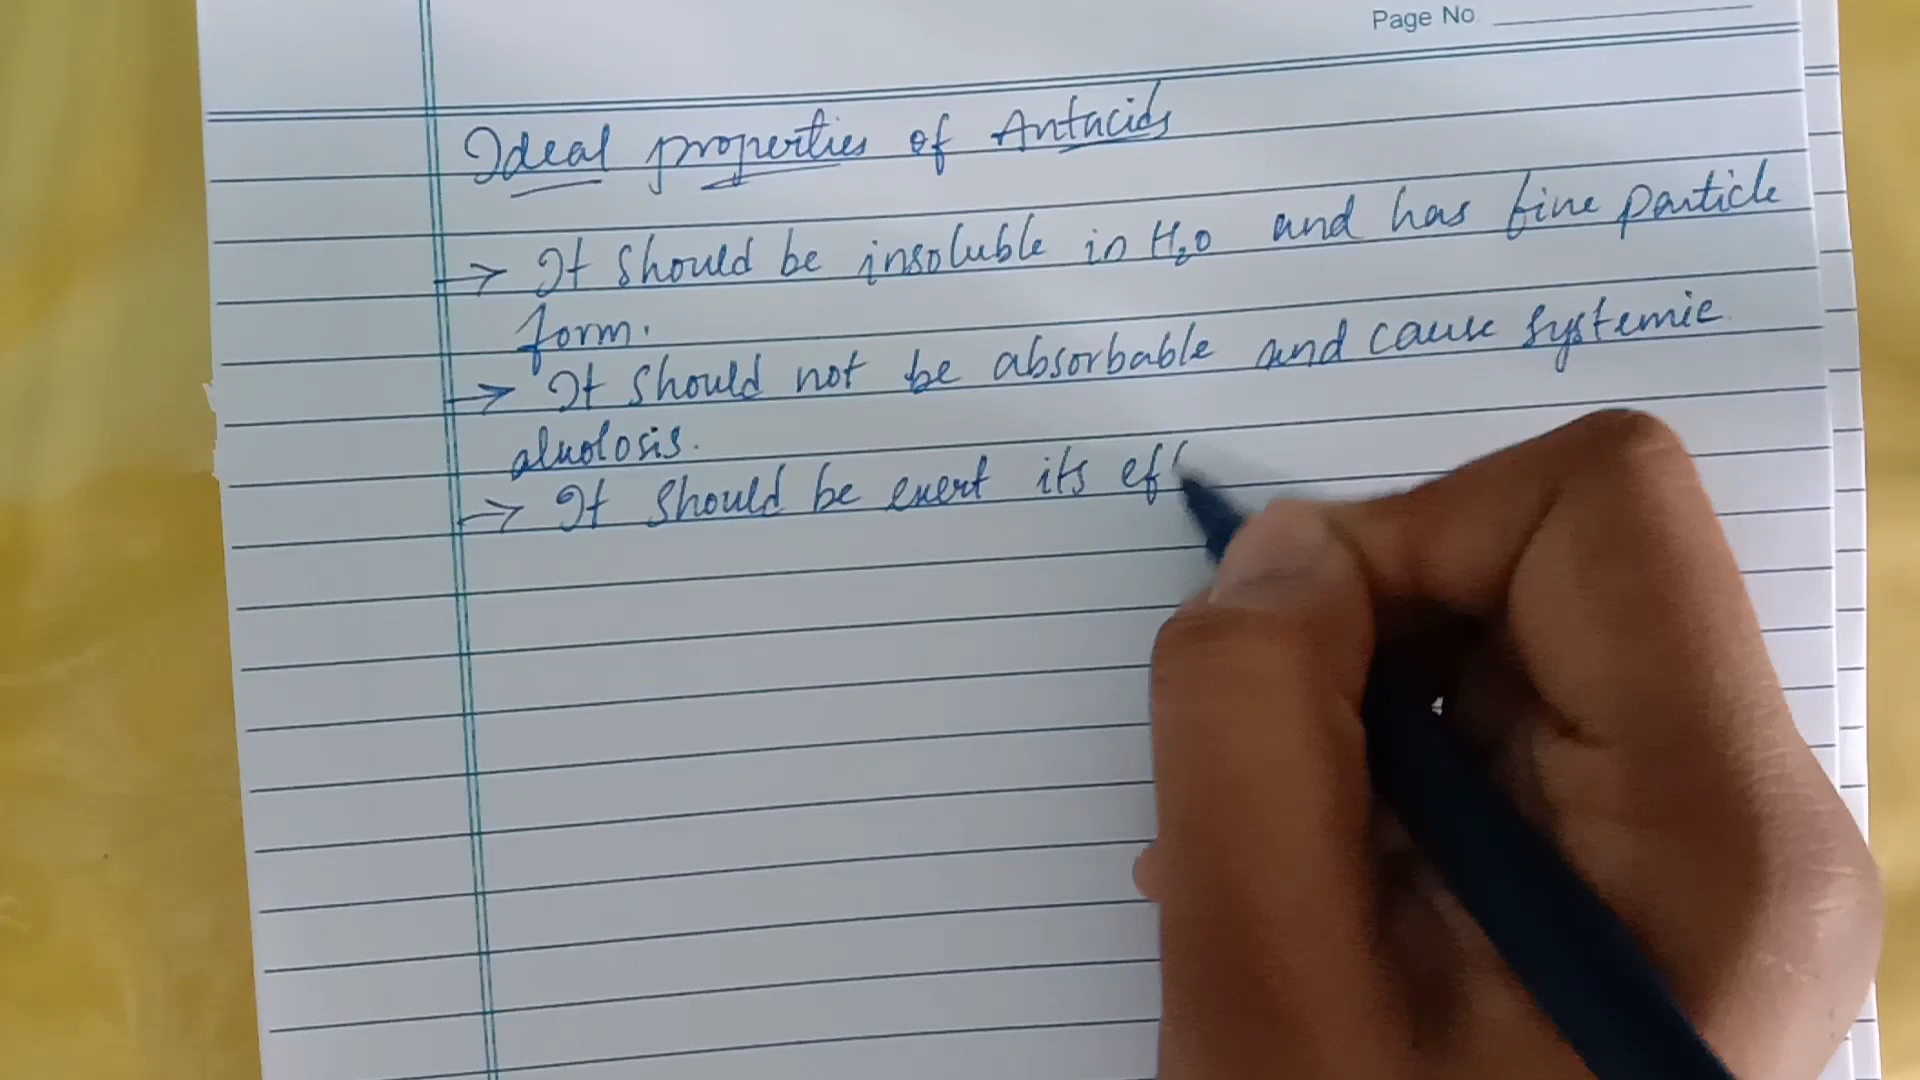 Page No
Ideal properties of Antacids
→ It should be insoluble in H₂O and has fine particle
form.
→ It should not be absorbable and cause systemic
alkolosis.
→ It should be exert its eff